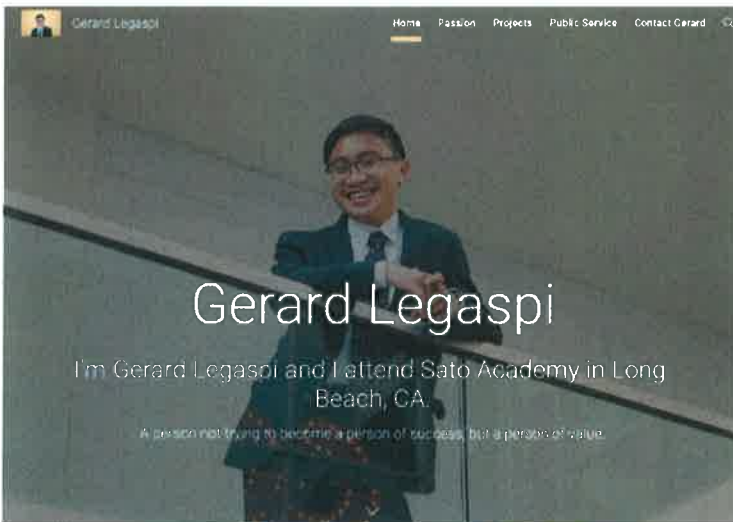 Gerard Legaspi
Home Passion Projects Public Service Contact Gerard
Gerard Legaspi
I'm Gerard Legaspi and I attend Sato Academy in Long
Beach, CA.
A person not trying to become a person of success, but a person of value.